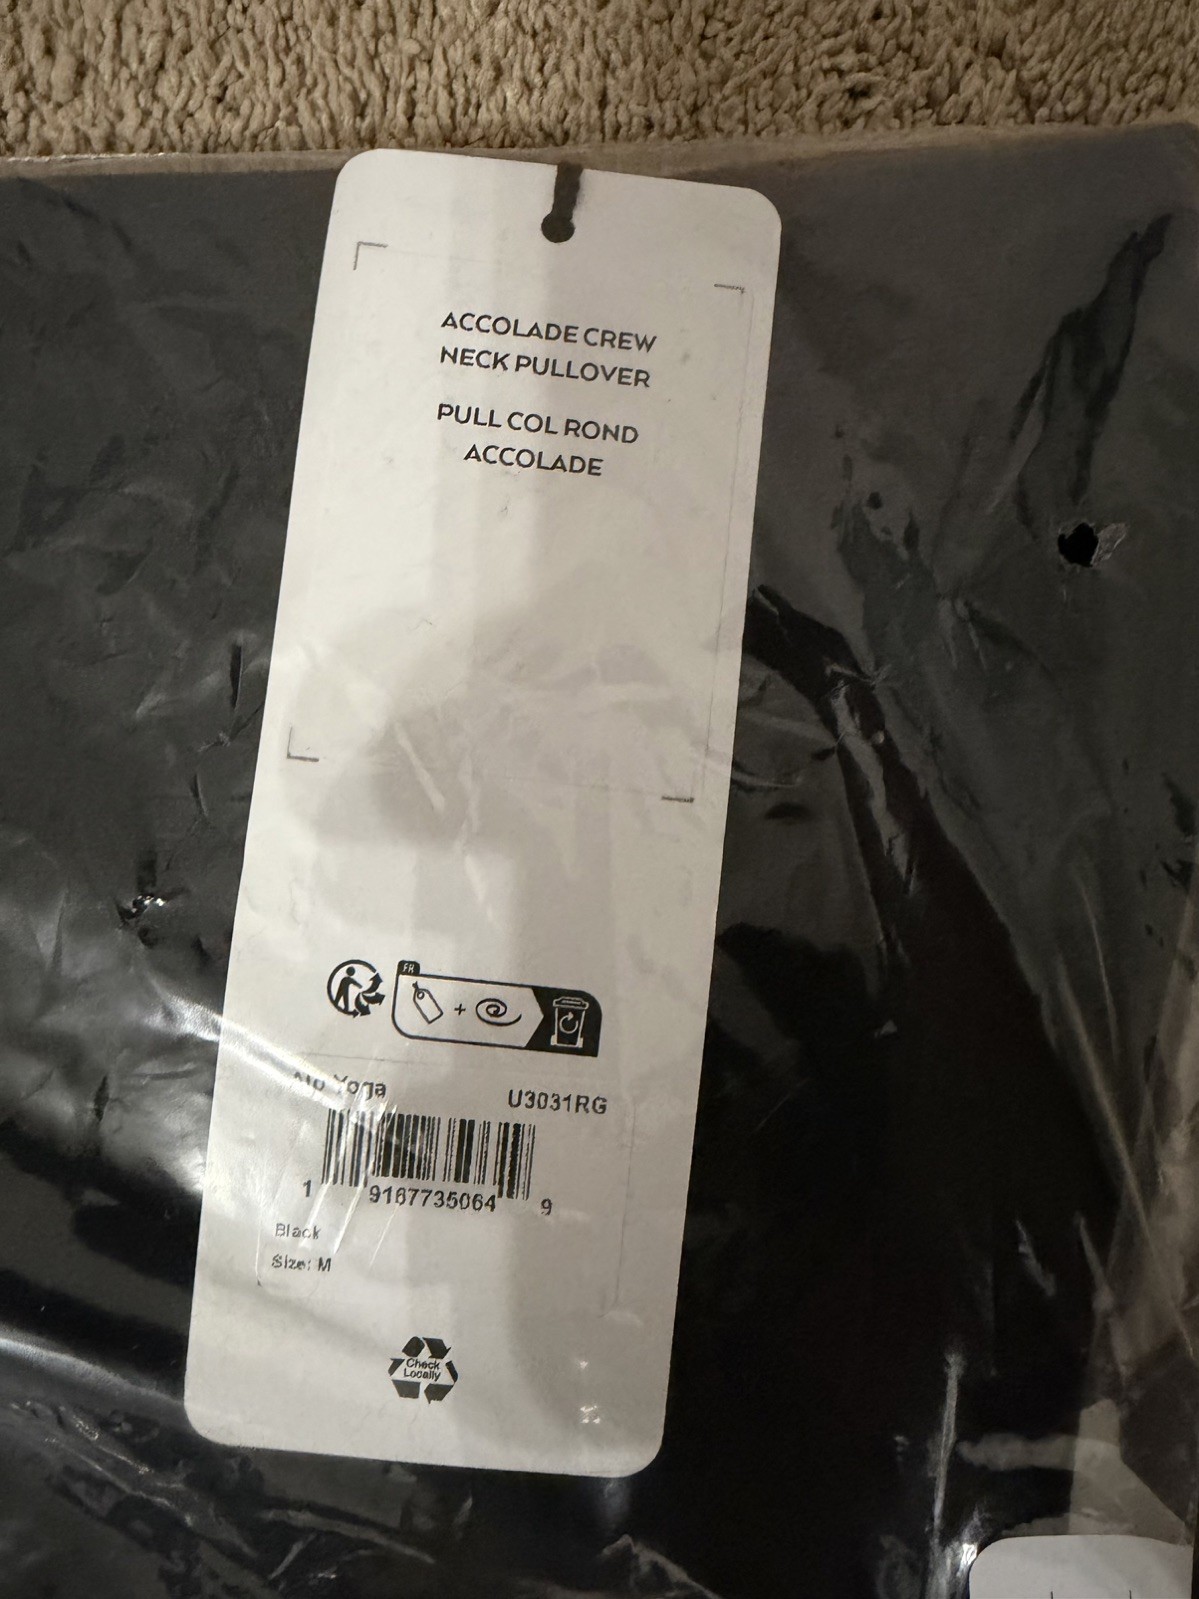 ACCOLADE CREW
NECK PULLOVER
PULL COL ROND
ACCOLADE
FR
+
Alo Yoga
U3031RG
1 9167735064 9
Black
Size: M
Check
Locally